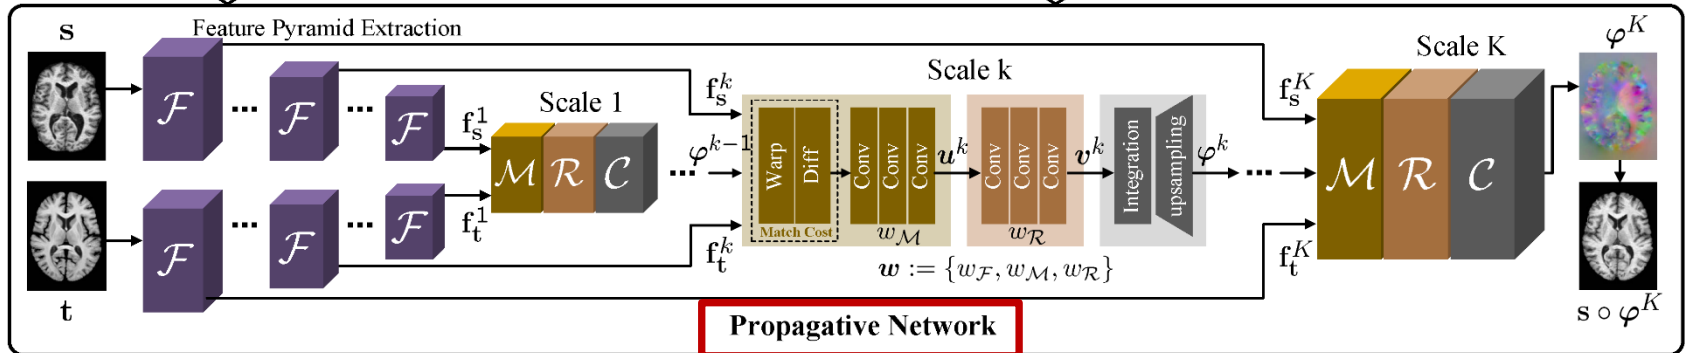 s
Feature Pyramid Extraction
ℱ ... ℱ ... ℱ
f_s^1
Scale 1
ℳ ℛ 𝒞
f_t^1
t
ℱ ... ℱ ... ℱ
... φ^{k-1}
f_s^k
f_t^k
Scale k
Warp
Diff
Match Cost
Conv
Conv
Conv
w_ℳ
u^k
Conv
Conv
Conv
w_ℛ
v^k
Integration
upsampling
φ^k ...
w := {w_ℱ, w_ℳ, w_ℛ}
f_s^K
f_t^K
Scale K
ℳ ℛ 𝒞
φ^K
s ∘ φ^K
Propagative Network